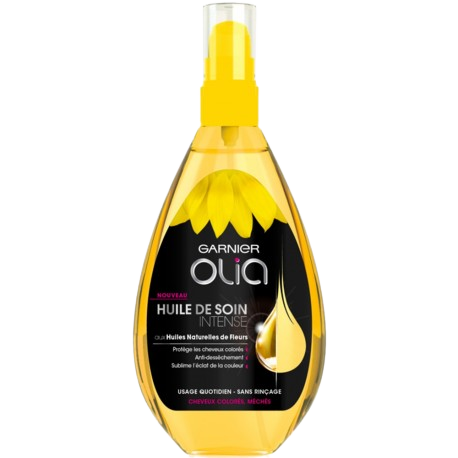 GARNIER
Olia
NOUVEAU
HUILE DE SOIN
INTENSE
aux Huiles Naturelles de Fleurs
Protège les cheveux colorés
Anti-dessèchement
Sublime l'éclat de la couleur
USAGE QUOTIDIEN - SANS RINÇAGE
CHEVEUX COLORÉS, MÉCHÉS